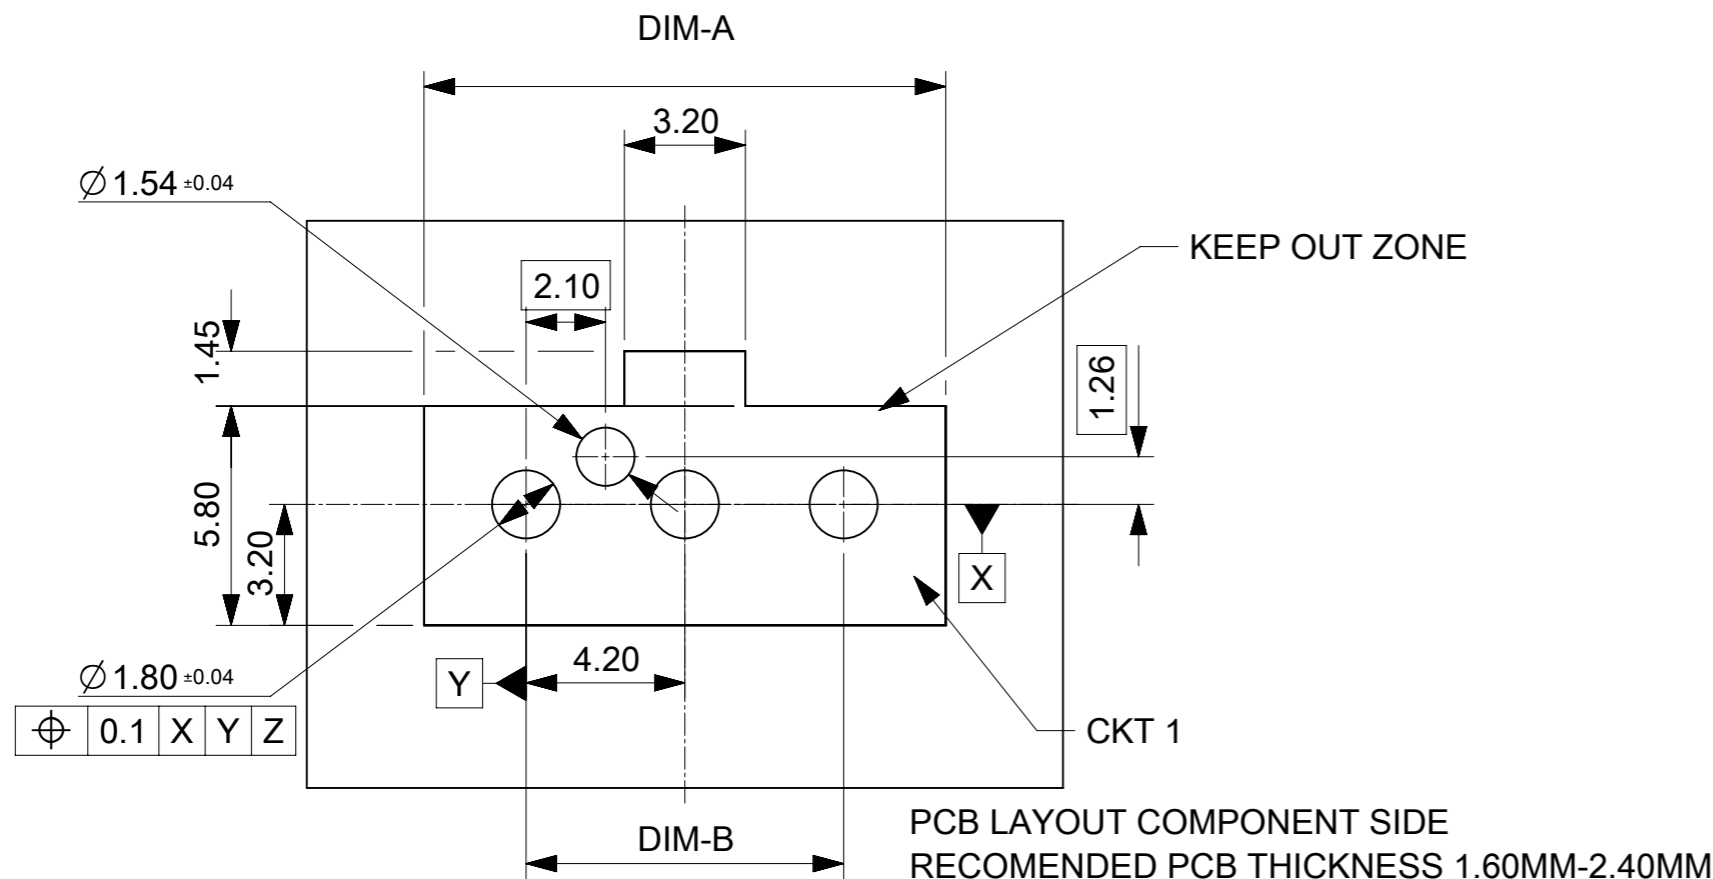 DIM-A
3.20
⌀ 1.54 ±0.04
KEEP OUT ZONE
2.10
1.45
1.26
5.80
3.20
X
⌀ 1.80 ±0.04
Y
4.20
⌖ 0.1 X Y Z
CKT 1
DIM-B
PCB LAYOUT COMPONENT SIDE
RECOMENDED PCB THICKNESS 1.60MM-2.40MM